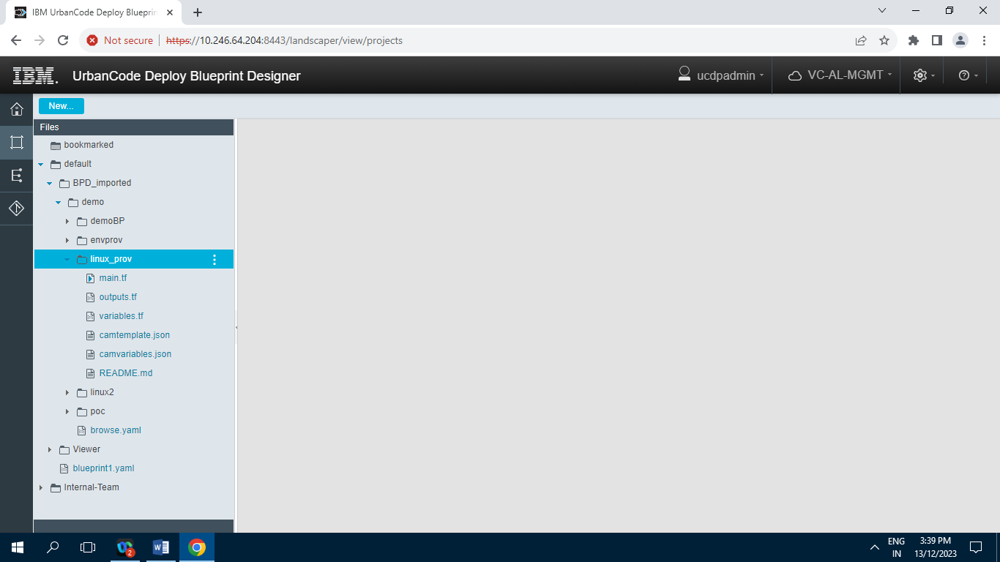 IBM UrbanCode Deploy Blueprin
Not secure https://10.246.64.204:8443/landscaper/view/projects
IBM. UrbanCode Deploy Blueprint Designer
ucdpadmin
VC-AL-MGMT
New...
Files
bookmarked
default
BPD_imported
demo
demoBP
envprov
linux_prov
main.tf
outputs.tf
variables.tf
camtemplate.json
camvariables.json
README.md
linux2
poc
browse.yaml
Viewer
blueprint1.yaml
Internal-Team
2
ENG
IN
3:39 PM
13/12/2023